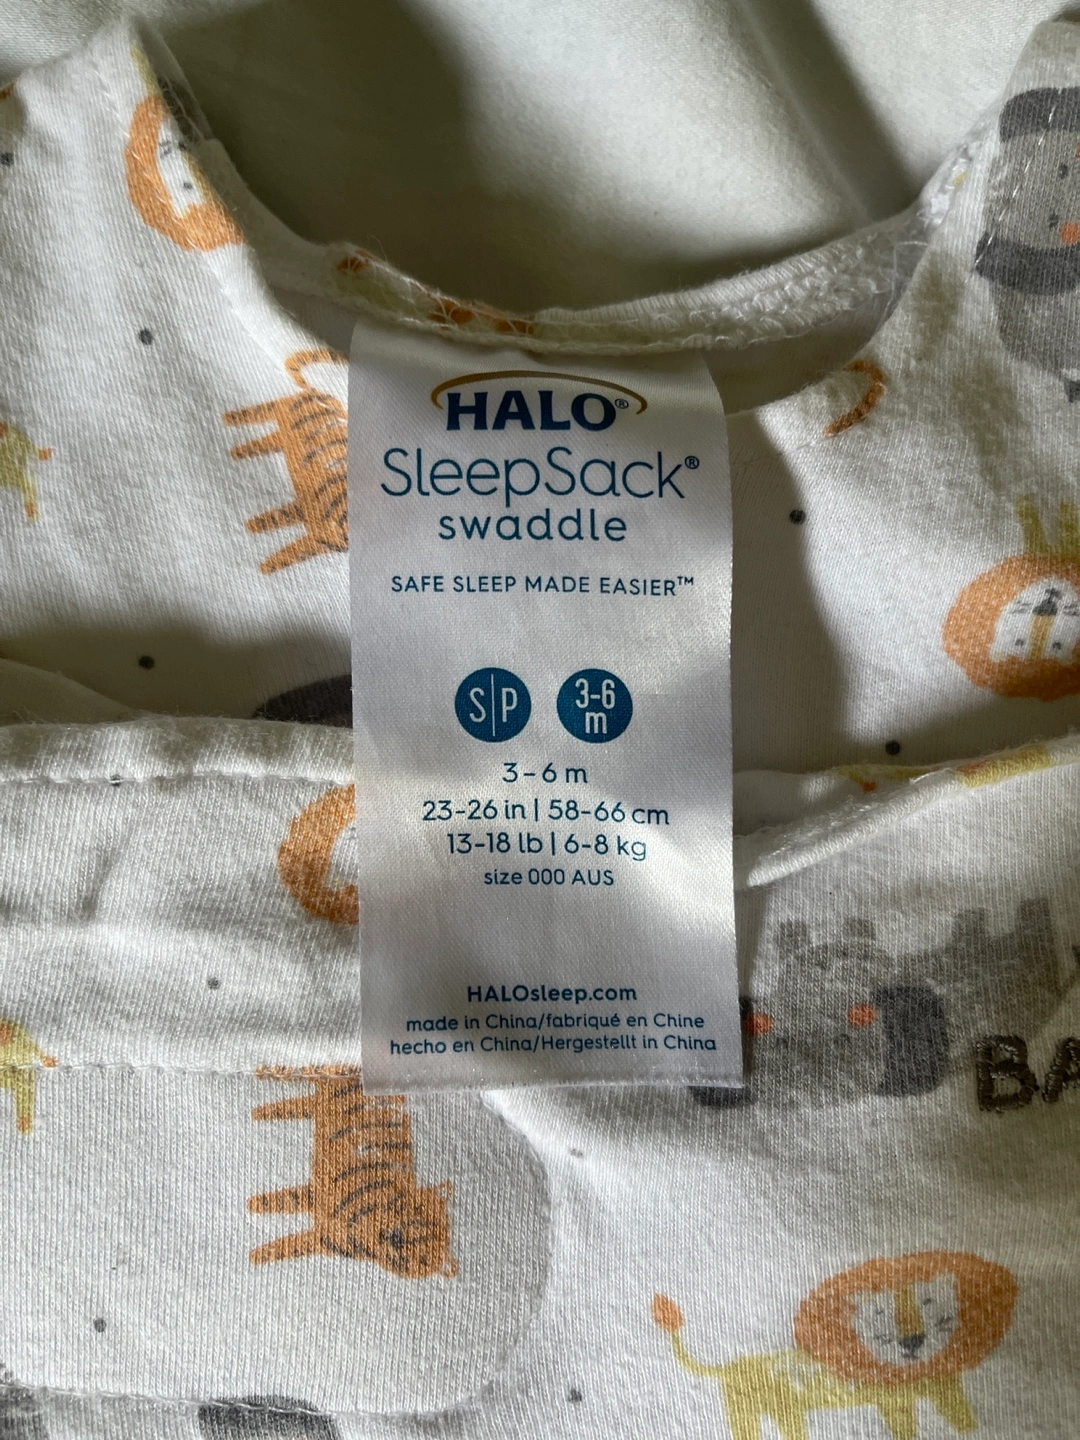 HALO®
SleepSack®
swaddle
SAFE SLEEP MADE EASIER™
S|P
3-6
m
3-6 m
23-26 in | 58-66 cm
13-18 lb | 6-8 kg
size 000 AUS
HALOsleep.com
made in China/fabriqué en Chine
hecho en China/Hergestellt in China
BA